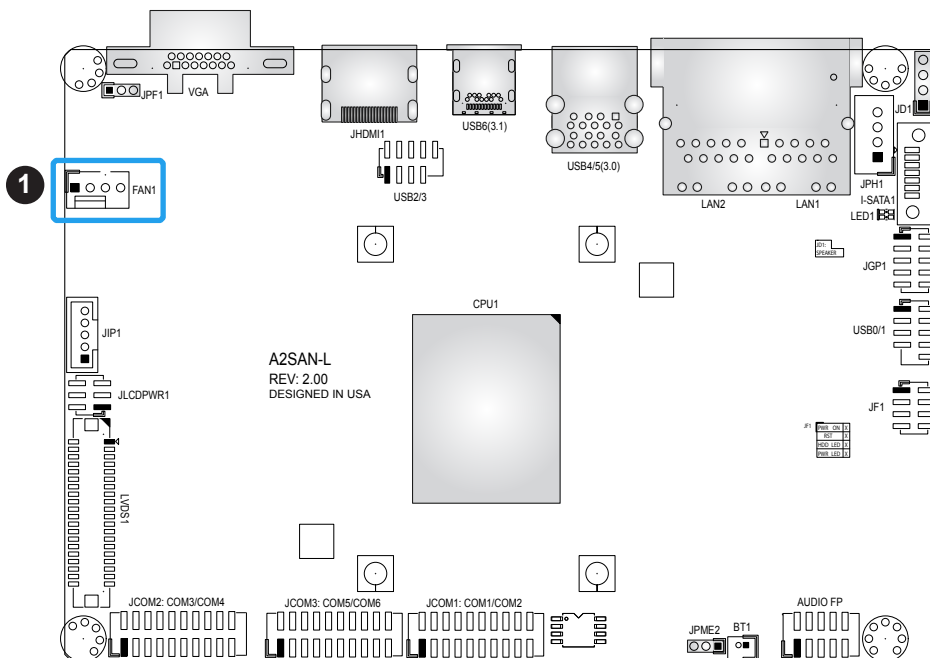 JPF1
VGA
JHDMI1
USB6(3.1)
USB4/5(3.0)
USB2/3
LAN2
LAN1
JD1
JPH1
I-SATA1
LED1
1
FAN1
JD1:
SPEAKER
JGP1
USB0/1
CPU1
JIP1
A2SAN-L
REV: 2.00
DESIGNED IN USA
JLCDPWR1
JF1
JF1
PWR ON X
RST X
HDD LED X
PWR LED X
LVDS1
JCOM2: COM3/COM4
JCOM3: COM5/COM6
JCOM1: COM1/COM2
JPME2
BT1
AUDIO FP